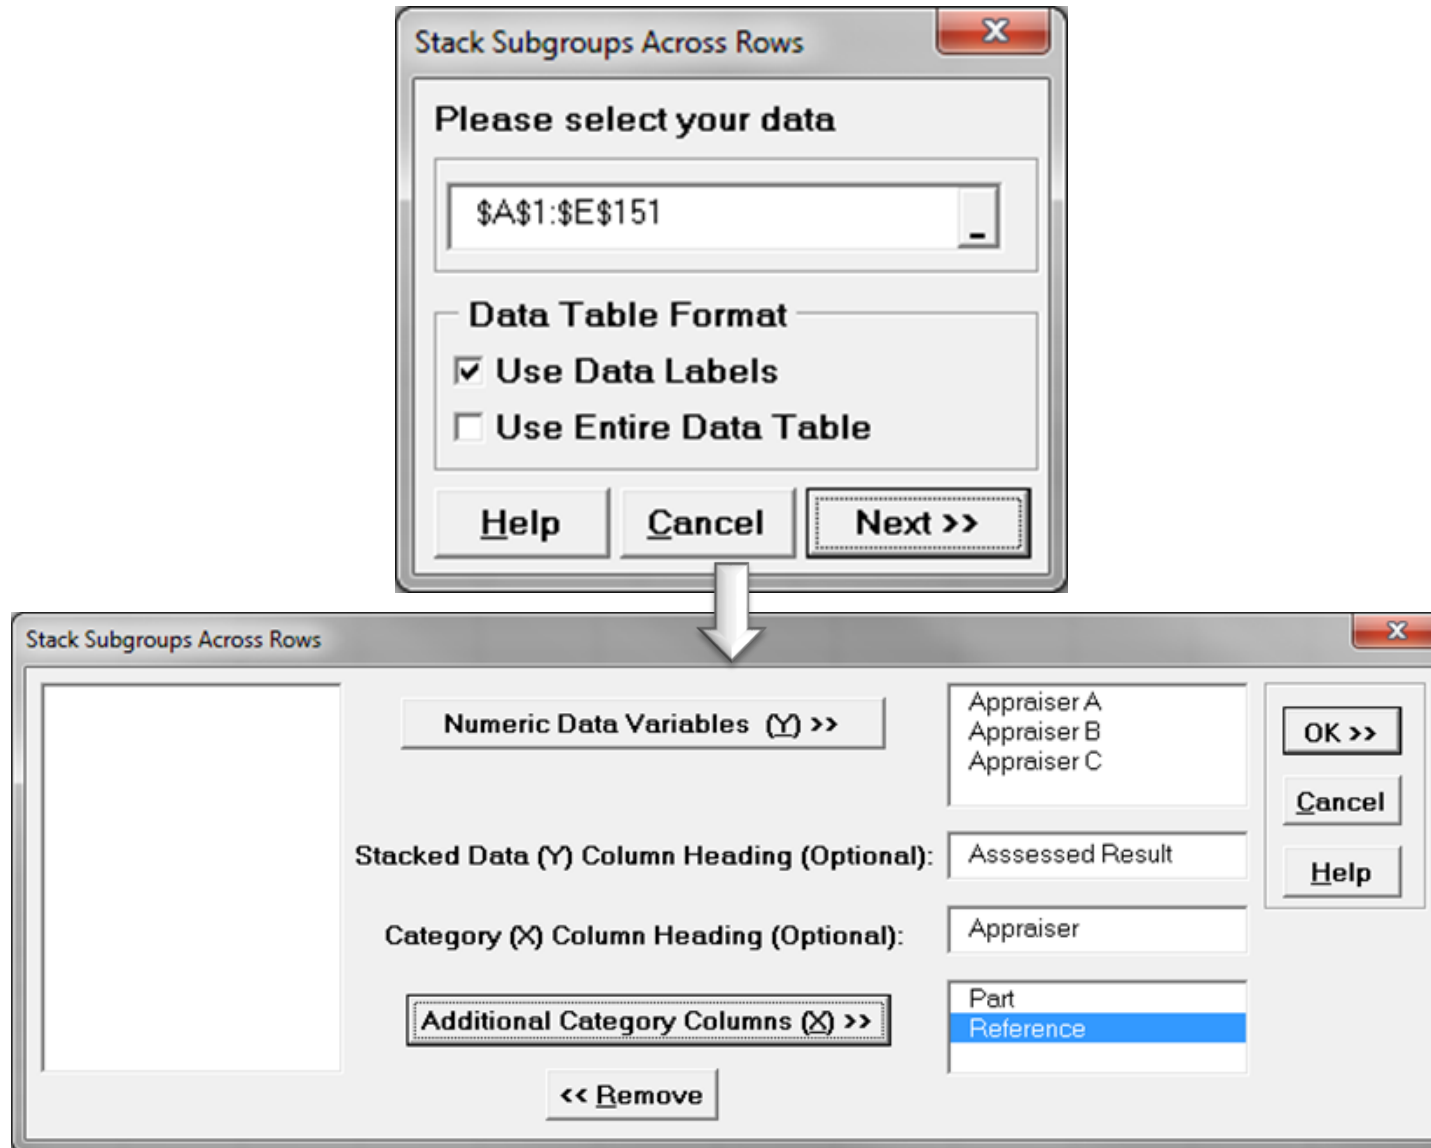 Stack Subgroups Across Rows
Please select your data
$A$1:$E$151
Data Table Format
Use Data Labels
Use Entire Data Table
Help Cancel Next >>
Stack Subgroups Across Rows
Numeric Data Variables (Y) >>
Appraiser A
Appraiser B
Appraiser C
OK >>
Cancel
Stacked Data (Y) Column Heading (Optional): Asssessed Result
Help
Category (X) Column Heading (Optional): Appraiser
Additional Category Columns (X) >>
Part
Reference
<< Remove